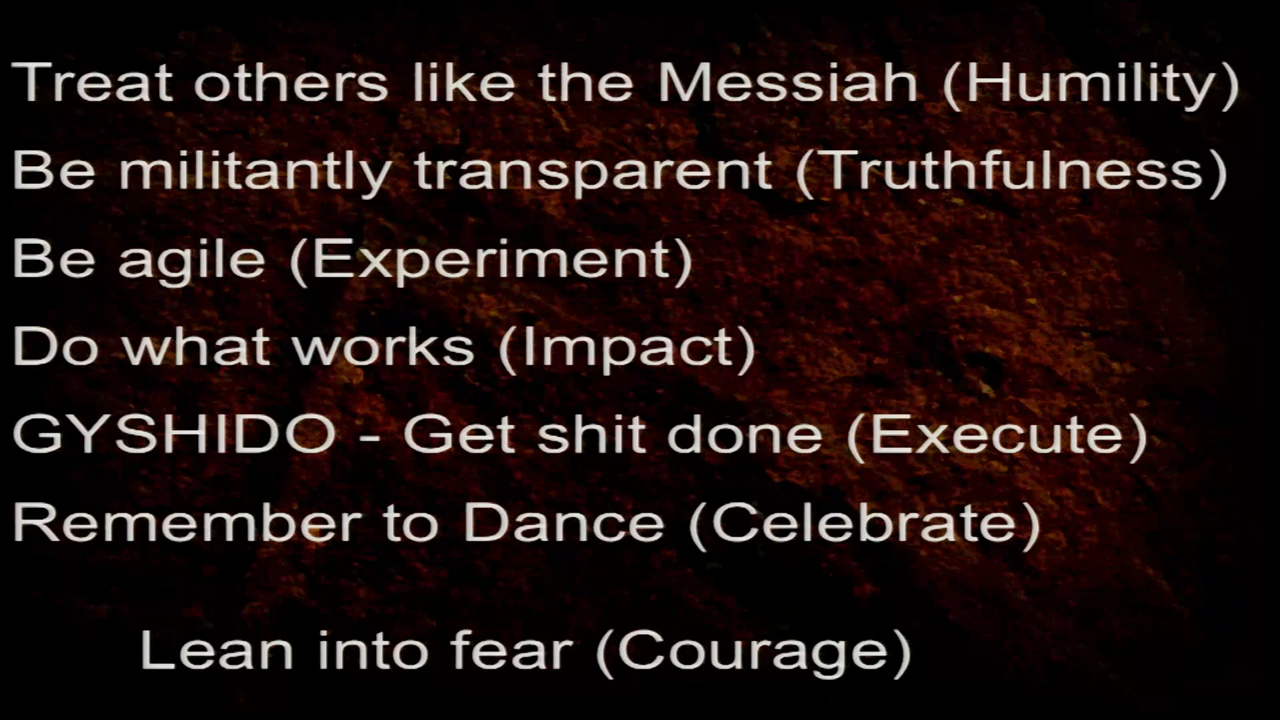 Treat others like the Messiah (Humility)
Be militantly transparent (Truthfulness)
Be agile (Experiment)
Do what works (Impact)
GYSHIDO - Get shit done (Execute)
Remember to Dance (Celebrate)
Lean into fear (Courage)